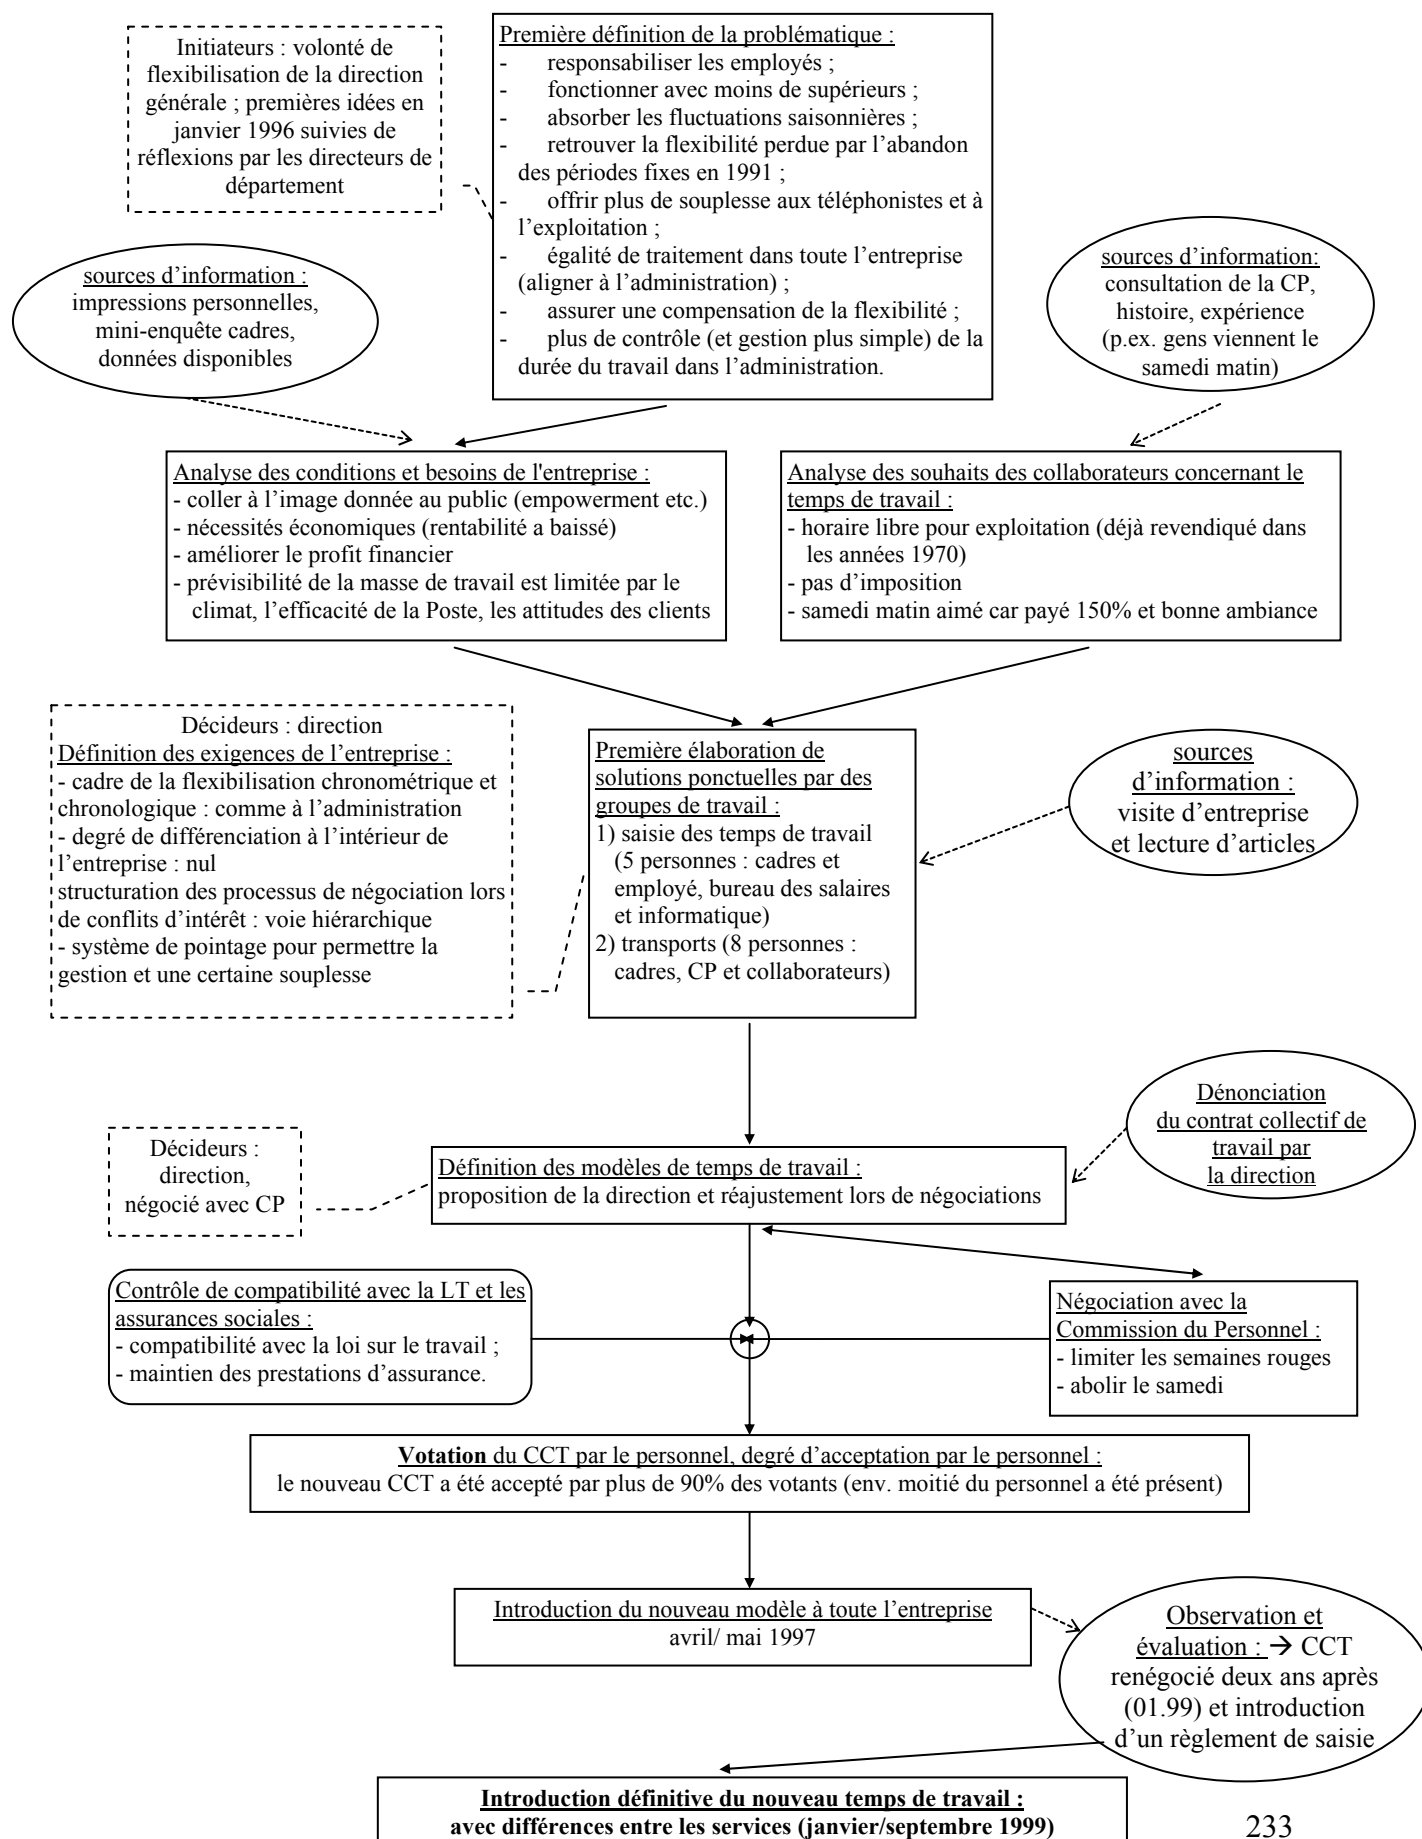 Initiateurs : volonté de
flexibilisation de la direction
générale ; premières idées en
janvier 1996 suivies de
réflexions par les directeurs de
département
Première définition de la problématique :
- responsabiliser les employés ;
- fonctionner avec moins de supérieurs ;
- absorber les fluctuations saisonnières ;
- retrouver la flexibilité perdue par l’abandon
des périodes fixes en 1991 ;
- offrir plus de souplesse aux téléphonistes et à
l’exploitation ;
- égalité de traitement dans toute l’entreprise
(aligner à l’administration) ;
- assurer une compensation de la flexibilité ;
- plus de contrôle (et gestion plus simple) de la
durée du travail dans l’administration.
sources d’information :
impressions personnelles,
mini-enquête cadres,
données disponibles
sources d’information:
consultation de la CP,
histoire, expérience
(p.ex. gens viennent le
samedi matin)
Analyse des conditions et besoins de l'entreprise :
- coller à l’image donnée au public (empowerment etc.)
- nécessités économiques (rentabilité a baissé)
- améliorer le profit financier
- prévisibilité de la masse de travail est limitée par le
climat, l’efficacité de la Poste, les attitudes des clients
Analyse des souhaits des collaborateurs concernant le
temps de travail :
- horaire libre pour exploitation (déjà revendiqué dans
les années 1970)
- pas d’imposition
- samedi matin aimé car payé 150% et bonne ambiance
Décideurs : direction
Définition des exigences de l’entreprise :
- cadre de la flexibilisation chronométrique et
chronologique : comme à l’administration
- degré de différenciation à l’intérieur de
l’entreprise : nul
structuration des processus de négociation lors
de conflits d’intérêt : voie hiérarchique
- système de pointage pour permettre la
gestion et une certaine souplesse
Première élaboration de
solutions ponctuelles par des
groupes de travail :
1) saisie des temps de travail
(5 personnes : cadres et
employé, bureau des salaires
et informatique)
2) transports (8 personnes :
cadres, CP et collaborateurs)
sources
d’information :
visite d’entreprise
et lecture d’articles
Dénonciation
du contrat collectif de
travail par
la direction
Décideurs :
direction,
négocié avec CP
Définition des modèles de temps de travail :
proposition de la direction et réajustement lors de négociations
Contrôle de compatibilité avec la LT et les
assurances sociales :
- compatibilité avec la loi sur le travail ;
- maintien des prestations d’assurance.
Négociation avec la
Commission du Personnel :
- limiter les semaines rouges
- abolir le samedi
Votation du CCT par le personnel, degré d’acceptation par le personnel :
le nouveau CCT a été accepté par plus de 90% des votants (env. moitié du personnel a été présent)
Introduction du nouveau modèle à toute l’entreprise
avril/ mai 1997
Observation et
évaluation : → CCT
renégocié deux ans après
(01.99) et introduction
d’un règlement de saisie
Introduction définitive du nouveau temps de travail :
avec différences entre les services (janvier/septembre 1999)
233